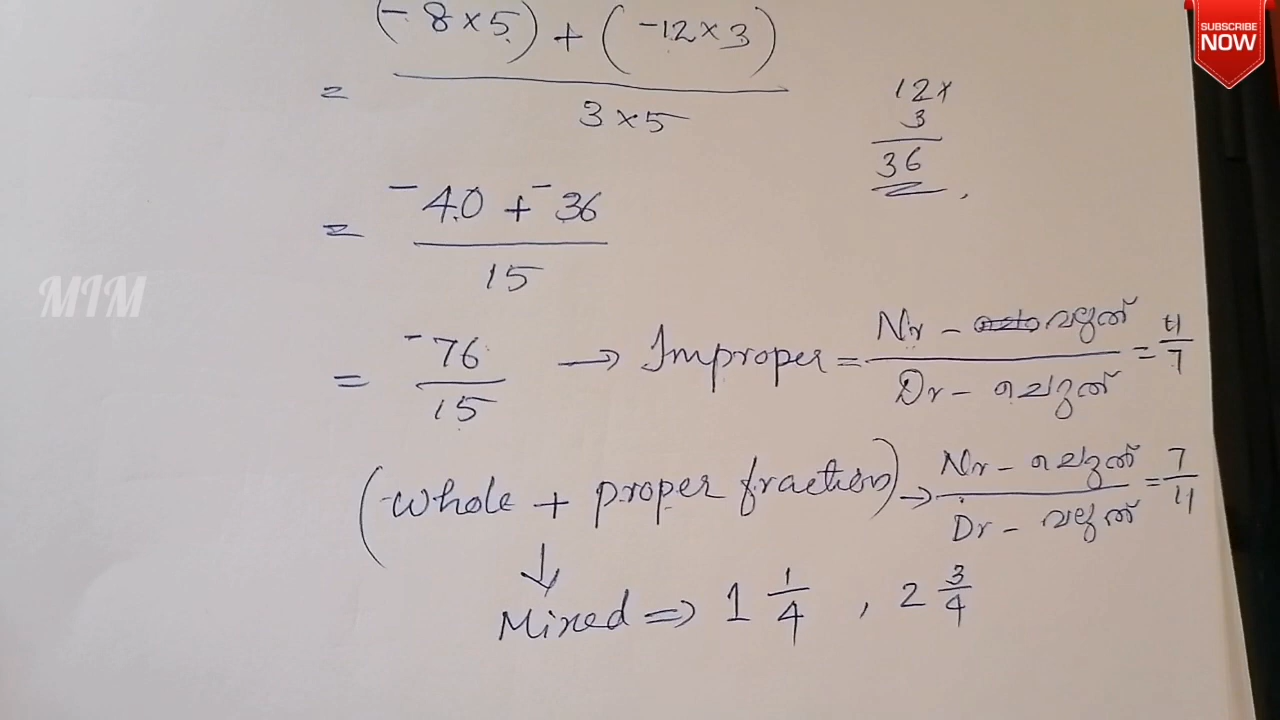 SUBSCRIBE
NOW
= (⁻8 × 5) + (⁻12 × 3) / 3 × 5
12 ×
3
36
= ⁻40 + ⁻36 / 15
MIM
= ⁻76 / 15 → Improper = Nr - വലുത് / Dr - ചെറുത് = 11/7
(Whole + proper fraction) → Nr - ചെറുത് / Dr - വലുത് = 7/11
↓
Mixed ⇒ 1 1/4 , 2 3/4